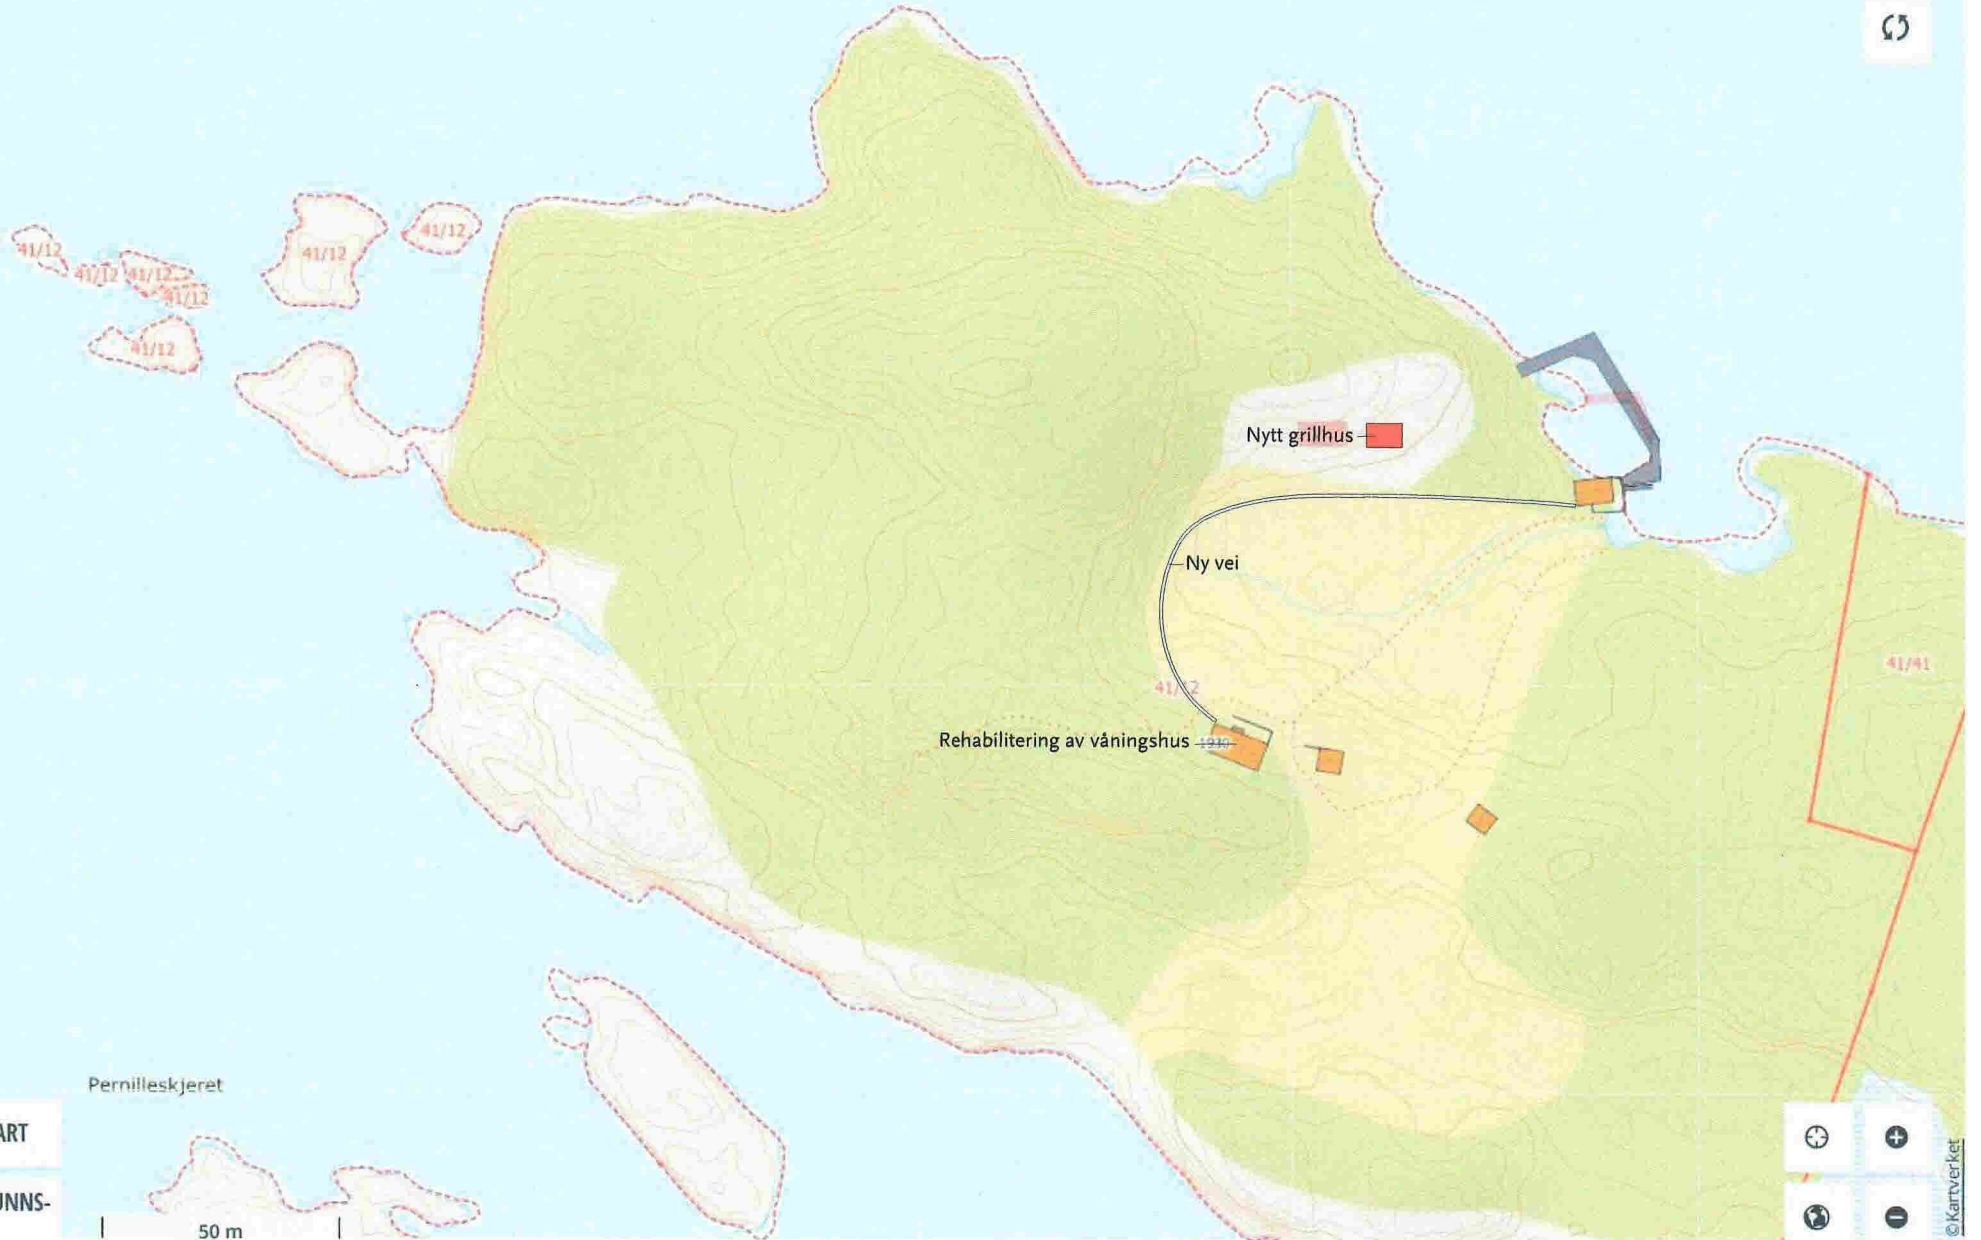 41/12
41/12
41/12
41/12
41/12
41/12
41/12
Nytt grillhus
Ny vei
41/41
41/12
Rehabilitering av våningshus
1930
Pernilleskjeret
ART
UNNS-
50 m
©Kartverket